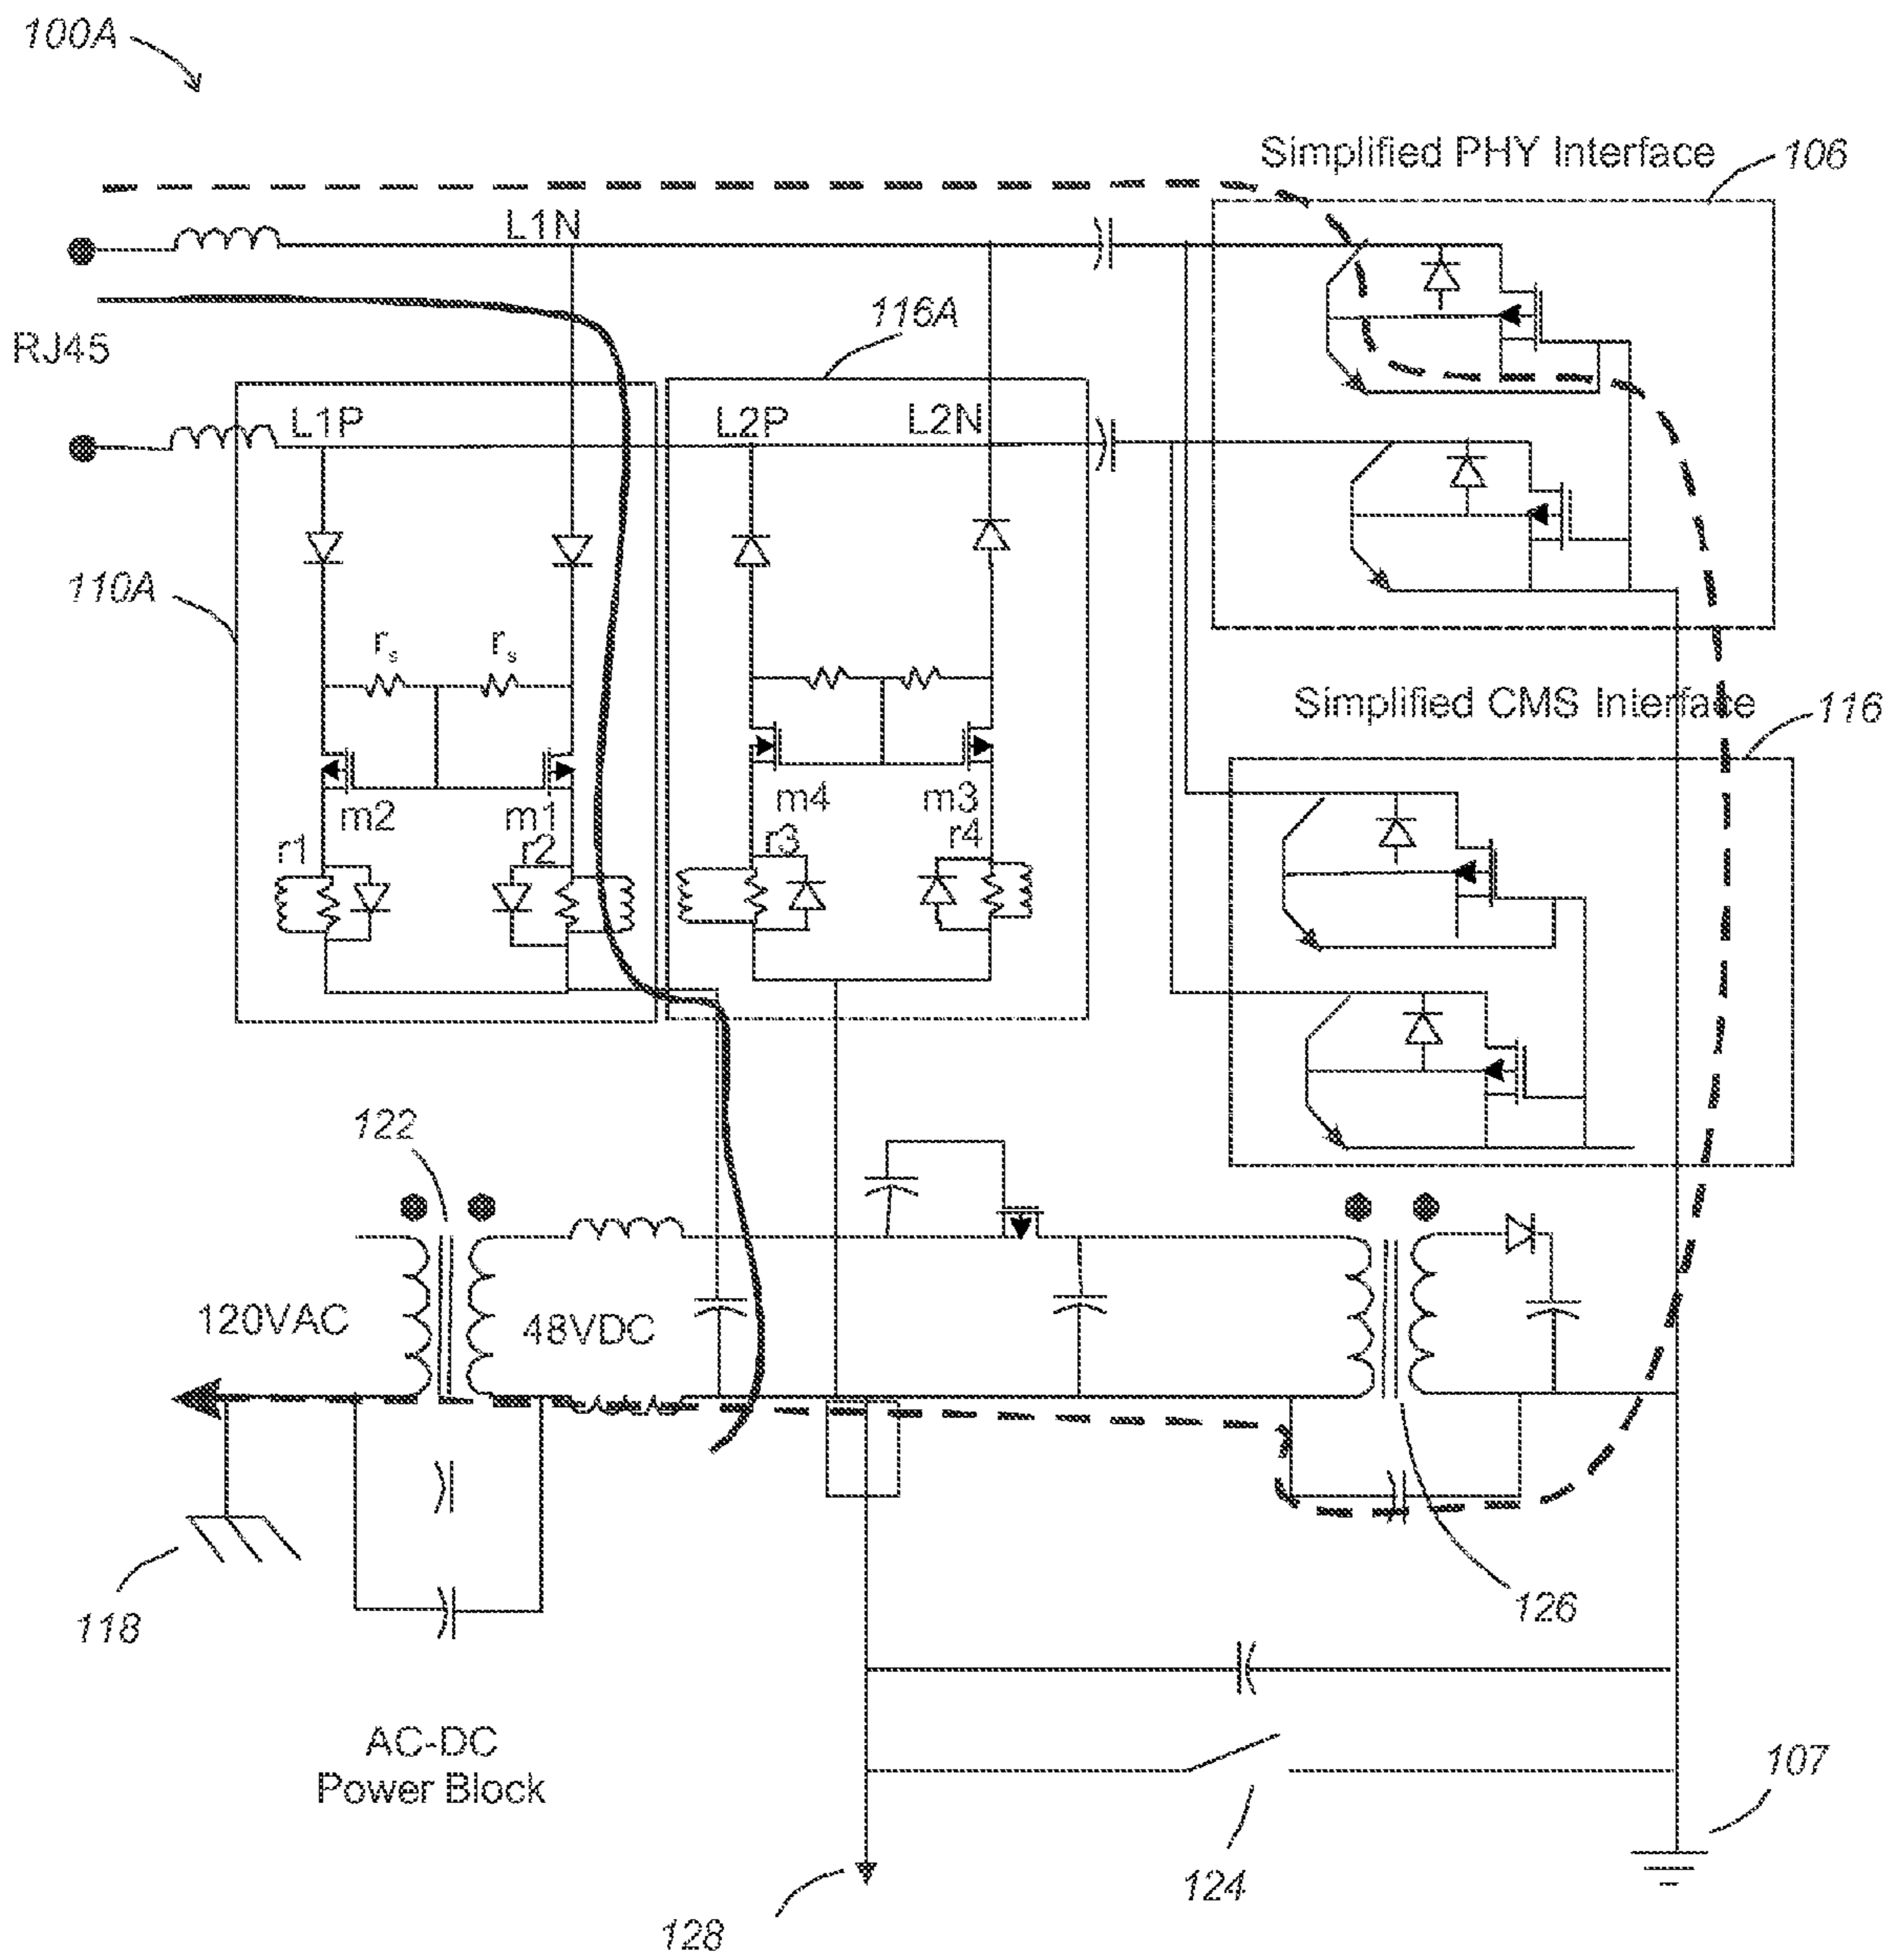 100A
Simplified PHY Interface
106
L1N
116A
RJ45
L1P
L2P
L2N
110A
rs
rs
Simplified CMS Interface
116
m2
m1
m4
m3
r1
r2
r3
r4
122
120VAC
48VDC
118
126
AC-DC
Power Block
107
124
128